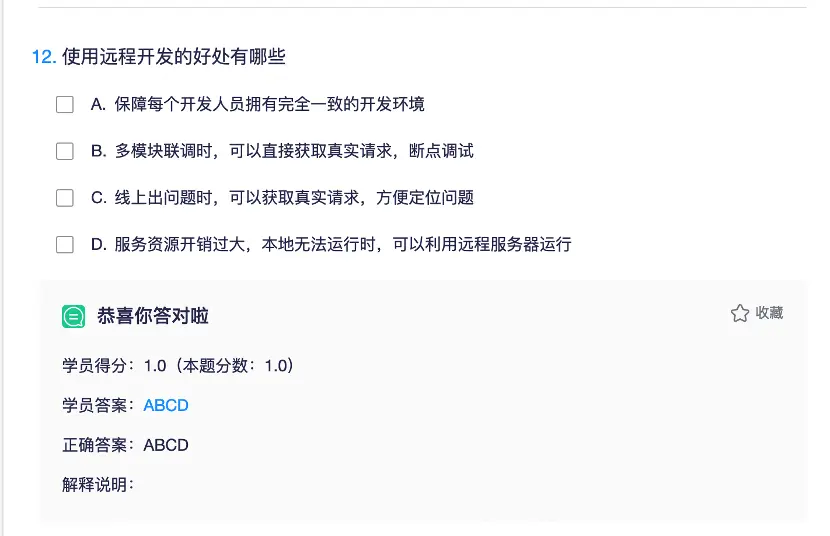 12. 使用远程开发的好处有哪些
A. 保障每个开发人员拥有完全一致的开发环境
B. 多模块联调时，可以直接获取真实请求，断点调试
C. 线上出问题时，可以获取真实请求，方便定位问题
D. 服务资源开销过大，本地无法运行时，可以利用远程服务器运行
恭喜你答对啦
收藏
学员得分：1.0（本题分数：1.0）
学员答案：ABCD
正确答案：ABCD
解释说明：